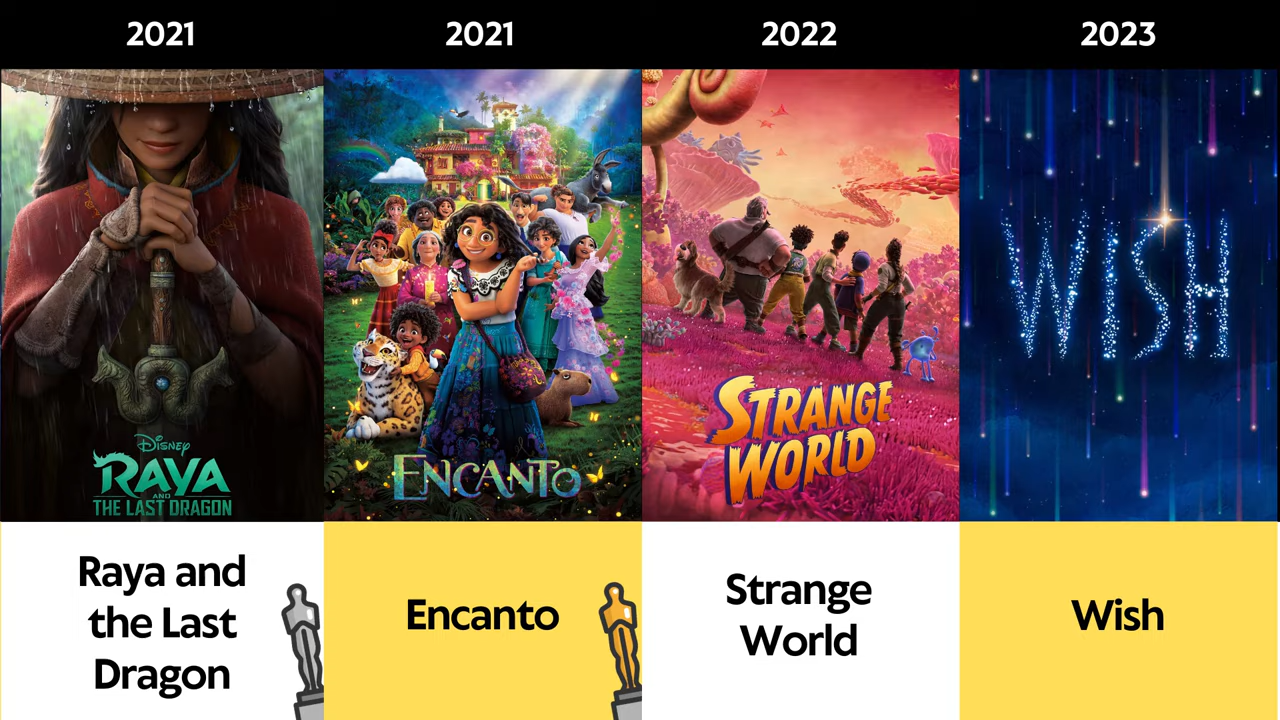 2021
2021
2022
2023
Disney
RAYA
AND
THE LAST DRAGON
ENCANTO
STRANGE
WORLD
WISH
Raya and
the Last
Dragon
Encanto
Strange
World
Wish